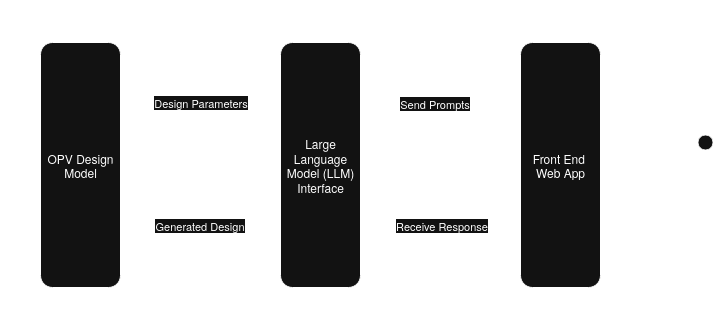 Design Parameters
Send Prompts
OPV Design
Model
Large
Language
Model (LLM)
Interface
Front End
Web App
Generated Design
Receive Response